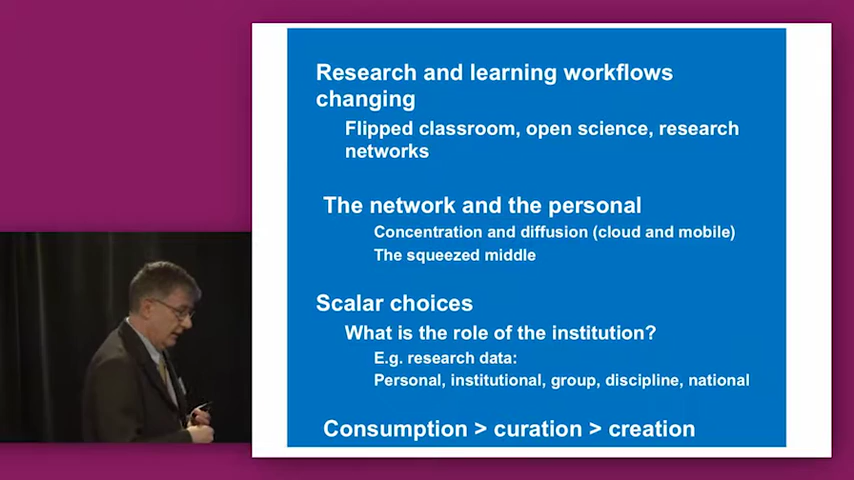 Research and learning workflows
changing
Flipped classroom, open science, research
networks
The network and the personal
Concentration and diffusion (cloud and mobile)
The squeezed middle
Scalar choices
What is the role of the institution?
E.g. research data:
Personal, institutional, group, discipline, national
Consumption > curation > creation